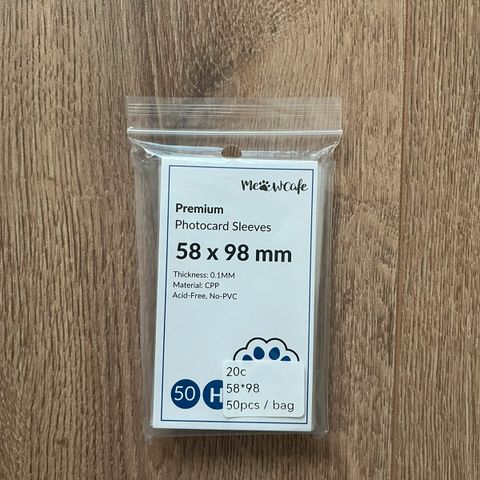 MeowCafe
Premium
Photocard Sleeves
58 x 98 mm
Thickness: 0.1MM
Material: CPP
Acid-Free, No-PVC
50 H
20c
58*98
50pcs / bag